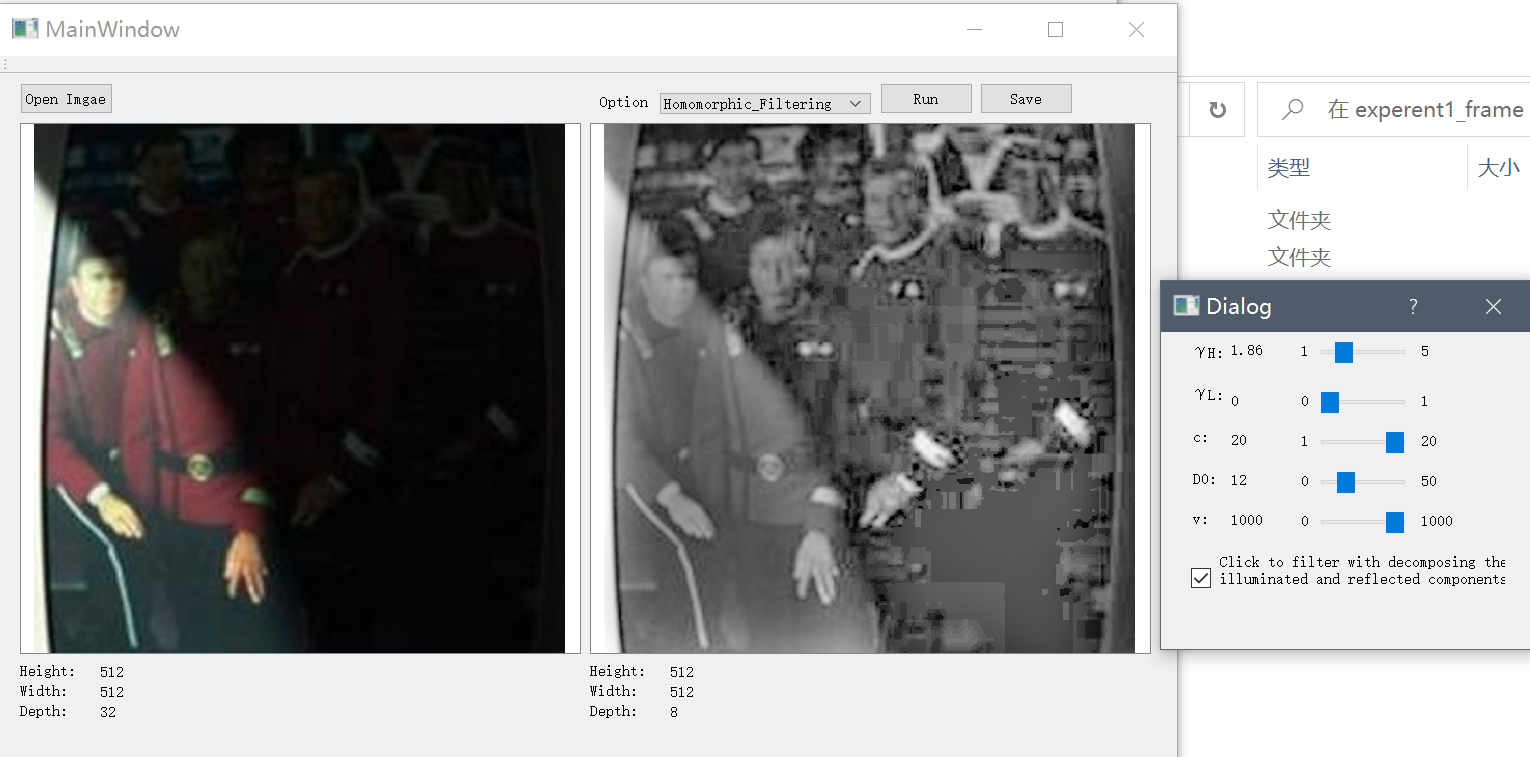 MainWindow
Open Imgae
Option Homomorphic_Filtering Run Save
Height: 512
Width: 512
Depth: 32
Height: 512
Width: 512
Depth: 8
在 experent1_frame
类型 大小
文件夹
文件夹
Dialog ?
γH: 1.86 1 5
γL: 0 0 1
c: 20 1 20
D0: 12 0 50
v: 1000 0 1000
Click to filter with decomposing the
illuminated and reflected components